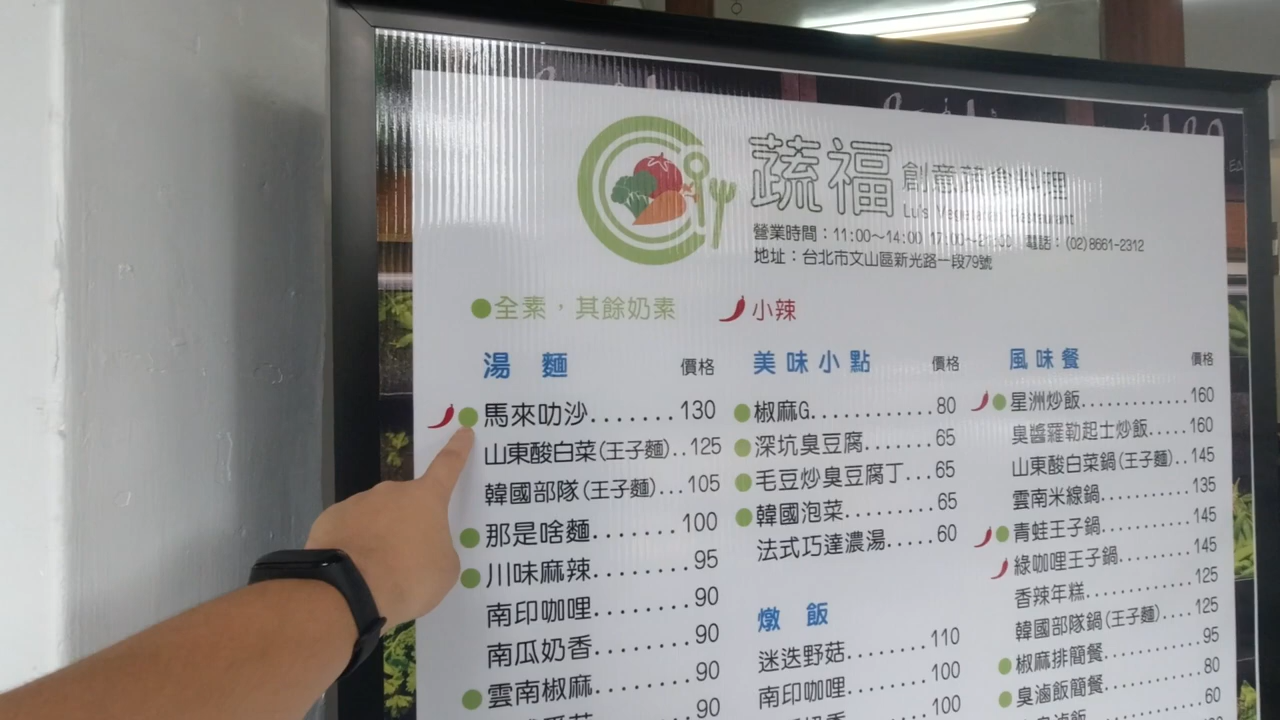 蔬福 創意蔬食料理
Lu's Vegetarian Restaurant
營業時間：11:00～14:00 17:00～ 電話：(02)8661-2312
地址：台北市文山區新光路一段79號
全素，其餘奶素 小辣
湯麵 價格
馬來叻沙.......130
山東酸白菜(王子麵)..125
韓國部隊(王子麵)...105
那是啥麵........100
川味麻辣........95
南印咖哩........90
南瓜奶香........90
雲南椒麻........90
90
美味小點 價格
椒麻G...........80
深坑臭豆腐.......65
毛豆炒臭豆腐丁...65
韓國泡菜.........65
法式巧達濃湯.....60
燉飯
迷迭野菇........110
南印咖哩........100
100
風味餐 價格
星洲炒飯...........160
臭醬羅勒起士炒飯.....160
山東酸白菜鍋(王子麵)..145
雲南米線鍋.........135
青蛙王子鍋.........145
綠咖哩王子鍋.......145
香辣年糕...........125
韓國部隊鍋(王子麵)...125
椒麻排簡餐.........95
臭滷飯簡餐.........80
60